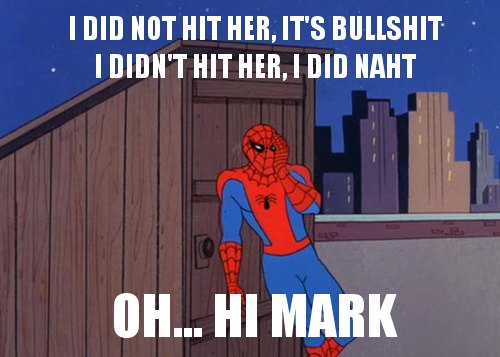 I DID NOT HIT HER, IT'S BULLSHIT
I DIDN'T HIT HER, I DID NAHT
OH... HI MARK